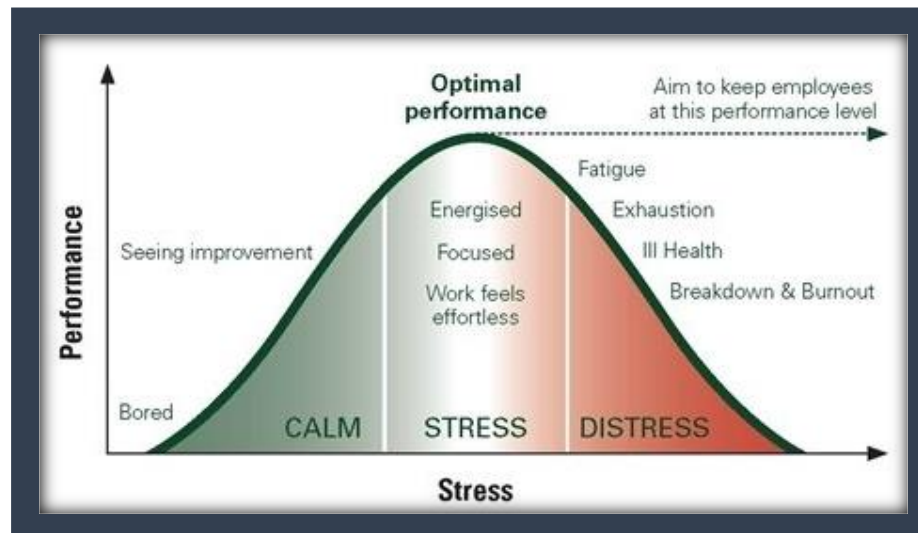 Optimal
performance
Aim to keep employees
at this performance level
Fatigue
Energised
Exhaustion
Seeing improvement
Focused
Ill Health
Work feels
effortless
Breakdown & Burnout
Performance
Bored
CALM
STRESS
DISTRESS
Stress